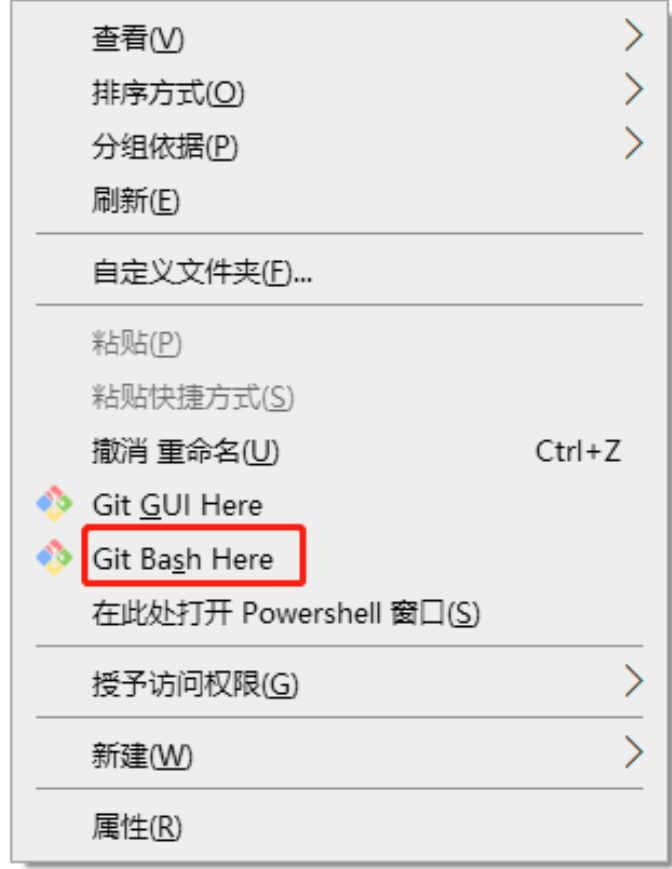 查看(V)
排序方式(O)
分组依据(P)
刷新(E)
自定义文件夹(F)...
粘贴(P)
粘贴快捷方式(S)
撤消 重命名(U) Ctrl+Z
Git GUI Here
Git Bash Here
在此处打开 Powershell 窗口(S)
授予访问权限(G)
新建(W)
属性(R)